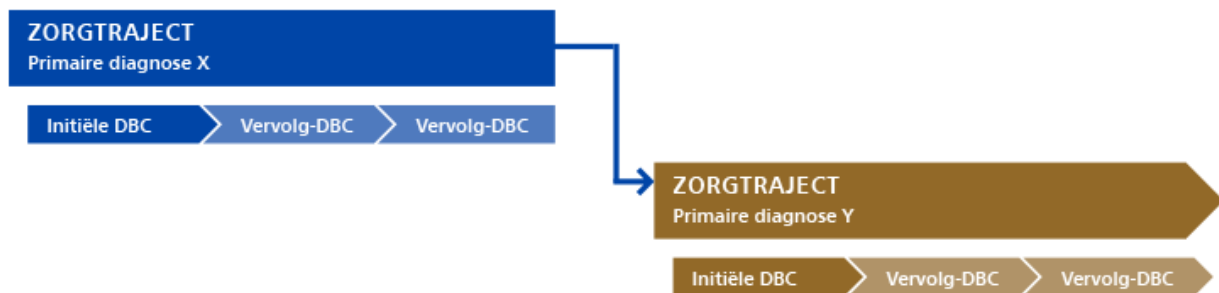 ZORGTRAJECT
Primaire diagnose X
Initiële DBC
Vervolg-DBC
Vervolg-DBC
ZORGTRAJECT
Primaire diagnose Y
Initiële DBC
Vervolg-DBC
Vervolg-DBC